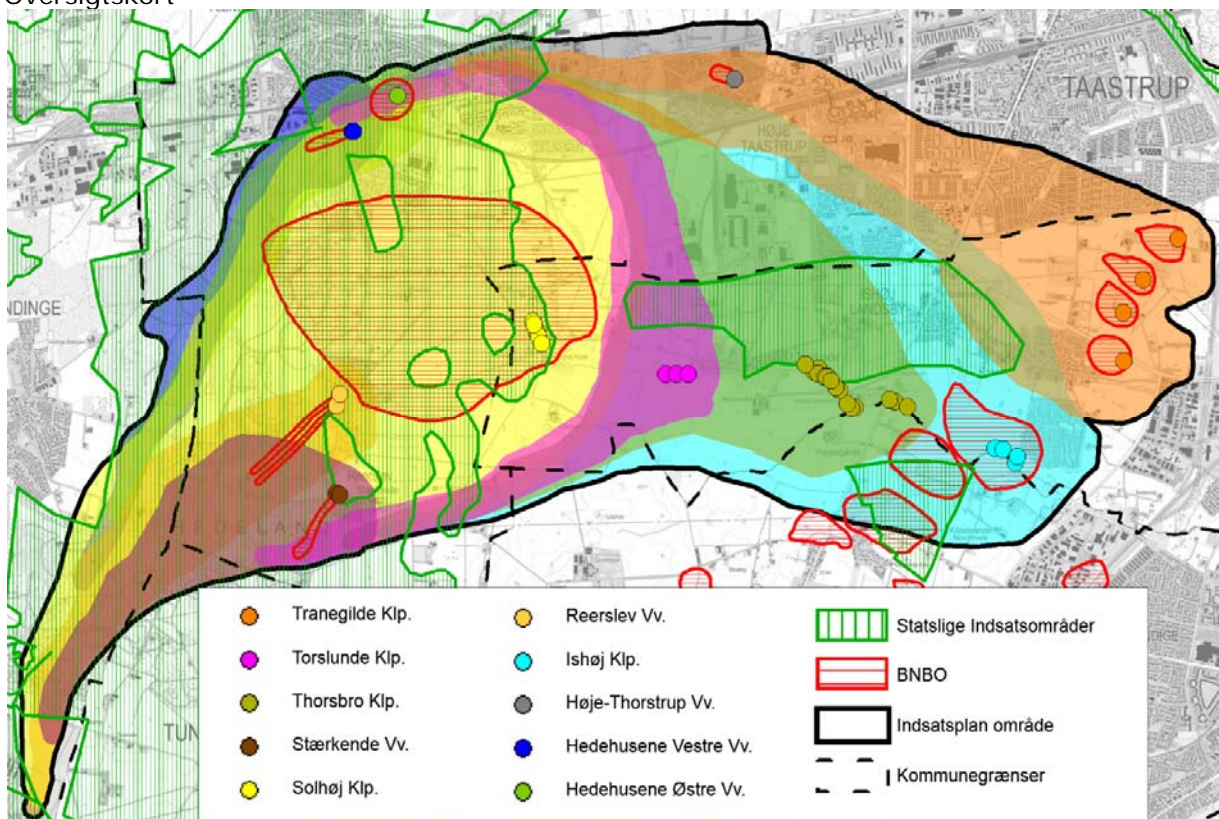 Oversigtskort
TAASTRUP
HØJE
TAASTRUP
NDINGE
HEDELAND
TUN
Tranegilde Klp.
Torslunde Klp.
Thorsbro Klp.
Stærkende Vv.
Solhøj Klp.
Reerslev Vv.
Ishøj Klp.
Høje-Thorstrup Vv.
Hedehusene Vestre Vv.
Hedehusene Østre Vv.
Statslige Indsatsområder
BNBO
Indsatsplan område
Kommunegrænser